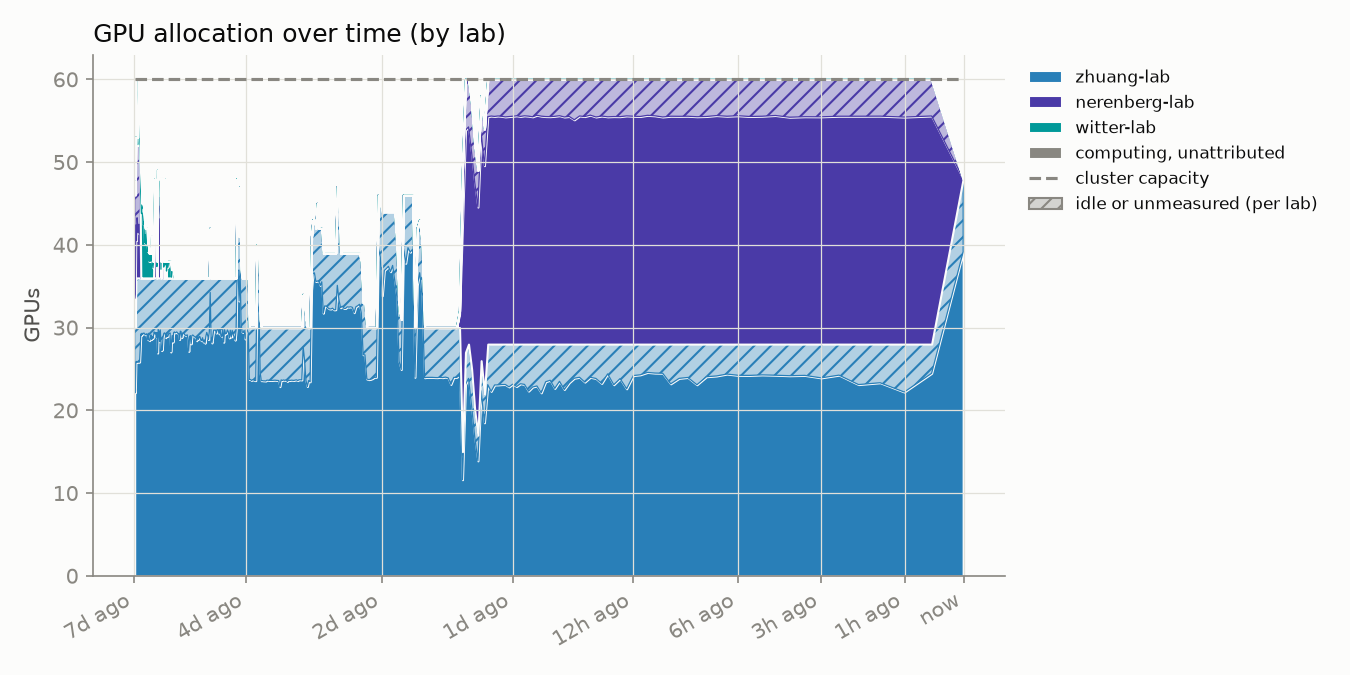 GPU allocation over time (by lab)
GPUs
60
50
40
30
20
10
0
7d ago
4d ago
2d ago
1d ago
12h ago
6h ago
3h ago
1h ago
now
zhuang-lab
nerenberg-lab
witter-lab
computing, unattributed
cluster capacity
idle or unmeasured (per lab)